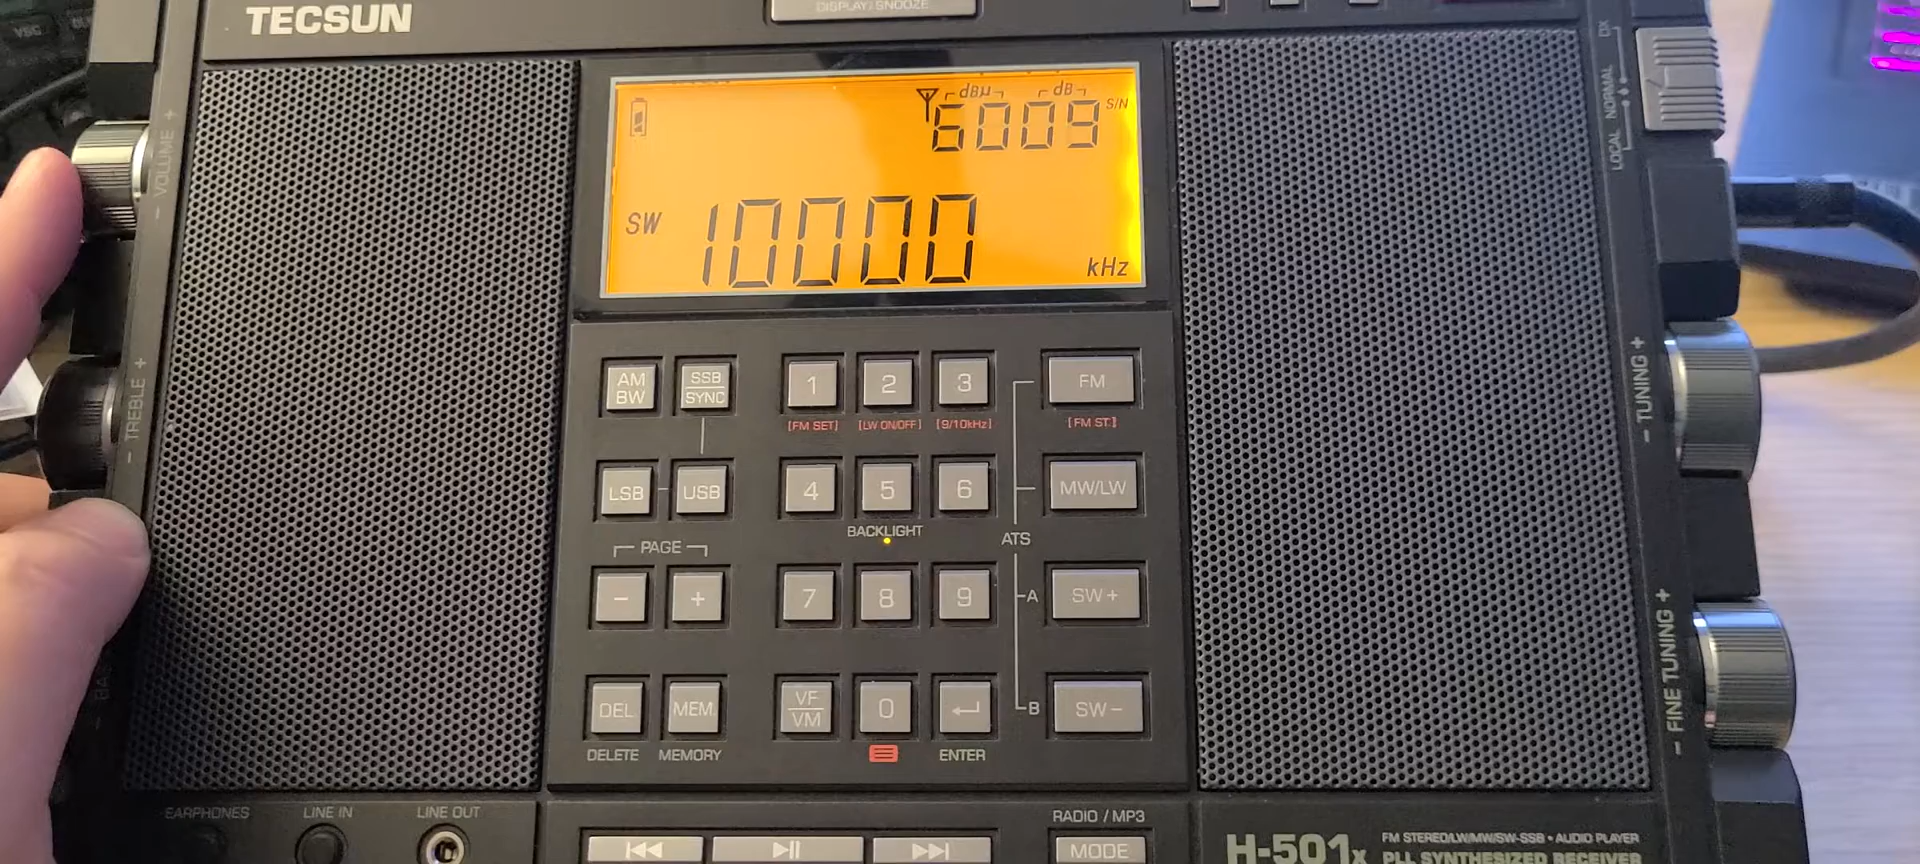 TECSUN
DISPLAY/SNOOZE
dBµ dB
6009 S/N
SW 10000 kHz
- VOLUME +
- TREBLE +
LOCAL NORMAL DX
- TUNING +
- FINE TUNING +
AM BW
SSB SYNC
1 2 3 FM
[FM SET] [LW ON/OFF] [9/10kHz] [FM ST.]
LSB USB 4 5 6 MW/LW
BACKLIGHT ATS
PAGE
- + 7 8 9 A SW+
DEL MEM. VF/VM 0 B SW-
DELETE MEMORY ENTER
EARPHONES LINE IN LINE OUT
RADIO / MP3
MODE
H-501x
FM STEREO/LW/MW/SW-SSB • AUDIO PLAYER
PLL SYNTHESIZED RECEIVER